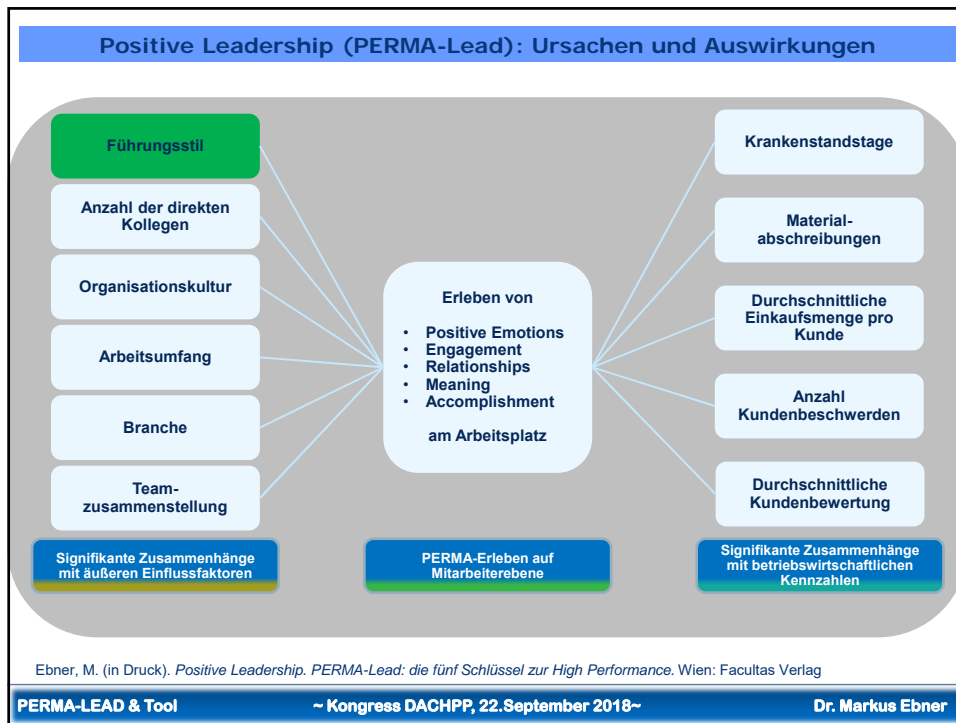 Positive Leadership (PERMA-Lead): Ursachen und Auswirkungen
Führungsstil
Anzahl der direkten
Kollegen
Organisationskultur
Arbeitsumfang
Branche
Team-
zusammenstellung
Signifikante Zusammenhänge
mit äußeren Einflussfaktoren
Erleben von
• Positive Emotions
• Engagement
• Relationships
• Meaning
• Accomplishment
am Arbeitsplatz
PERMA-Erleben auf
Mitarbeiterebene
Krankenstandstage
Material-
abschreibungen
Durchschnittliche
Einkaufsmenge pro
Kunde
Anzahl
Kundenbeschwerden
Durchschnittliche
Kundenbewertung
Signifikante Zusammenhänge
mit betriebswirtschaftlichen
Kennzahlen
Ebner, M. (in Druck). Positive Leadership. PERMA-Lead: die fünf Schlüssel zur High Performance. Wien: Facultas Verlag
PERMA-LEAD & Tool ~ Kongress DACHPP, 22.September 2018~ Dr. Markus Ebner